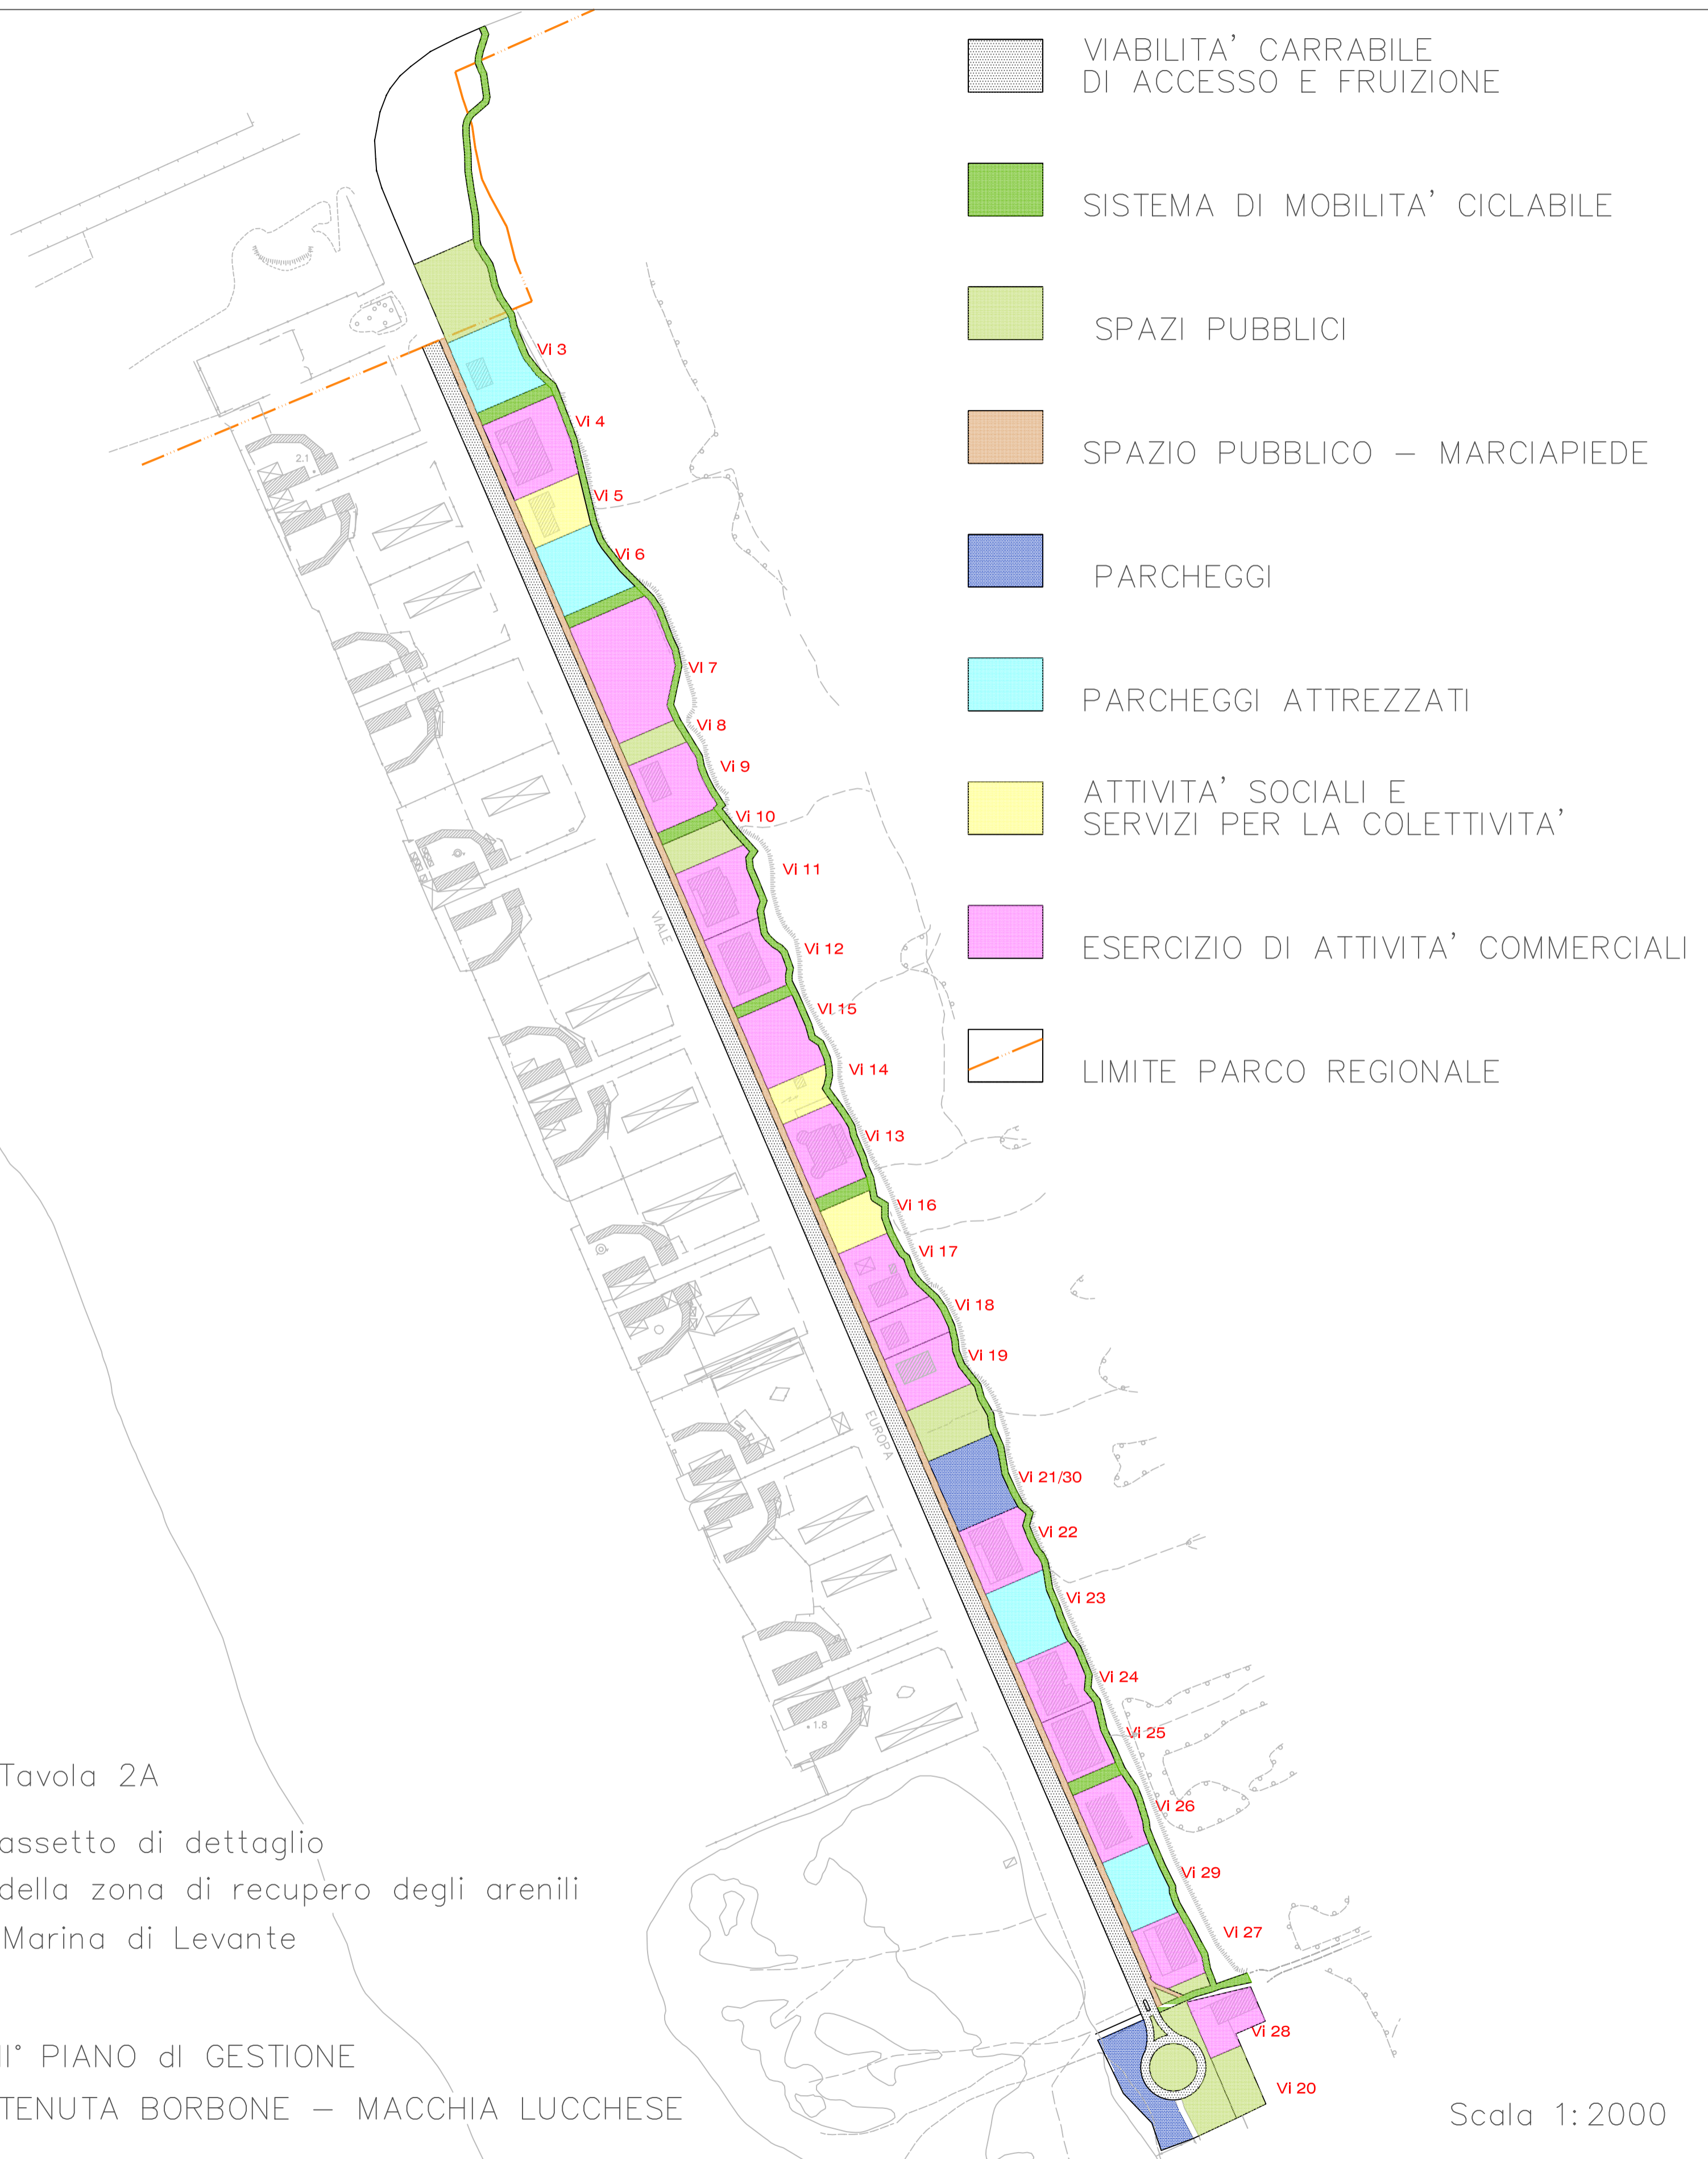 VIABILITA' CARRABILE
DI ACCESSO E FRUIZIONE
SISTEMA DI MOBILITA' CICLABILE
SPAZI PUBBLICI
SPAZIO PUBBLICO – MARCIAPIEDE
PARCHEGGI
PARCHEGGI ATTREZZATI
ATTIVITA' SOCIALI E
SERVIZI PER LA COLETTIVITA'
ESERCIZIO DI ATTIVITA' COMMERCIALI
LIMITE PARCO REGIONALE
Vi 3
Vi 4
2.1
Vi 5
Vi 6
VI 7
Vi 8
Vi 9
Vi 10
Vi 11
VIALE
Vi 12
VI 15
Vi 14
Vi 13
Vi 16
Vi 17
Vi 18
Vi 19
EUROPA
Vi 21/30
Vi 22
Vi 23
Vi 24
1.8
Vi 25
Vi 26
Vi 29
Vi 27
Vi 28
Vi 20
Tavola 2A
assetto di dettaglio
della zona di recupero degli arenili
Marina di Levante
II° PIANO dI GESTIONE
TENUTA BORBONE – MACCHIA LUCCHESE
Scala 1:2000